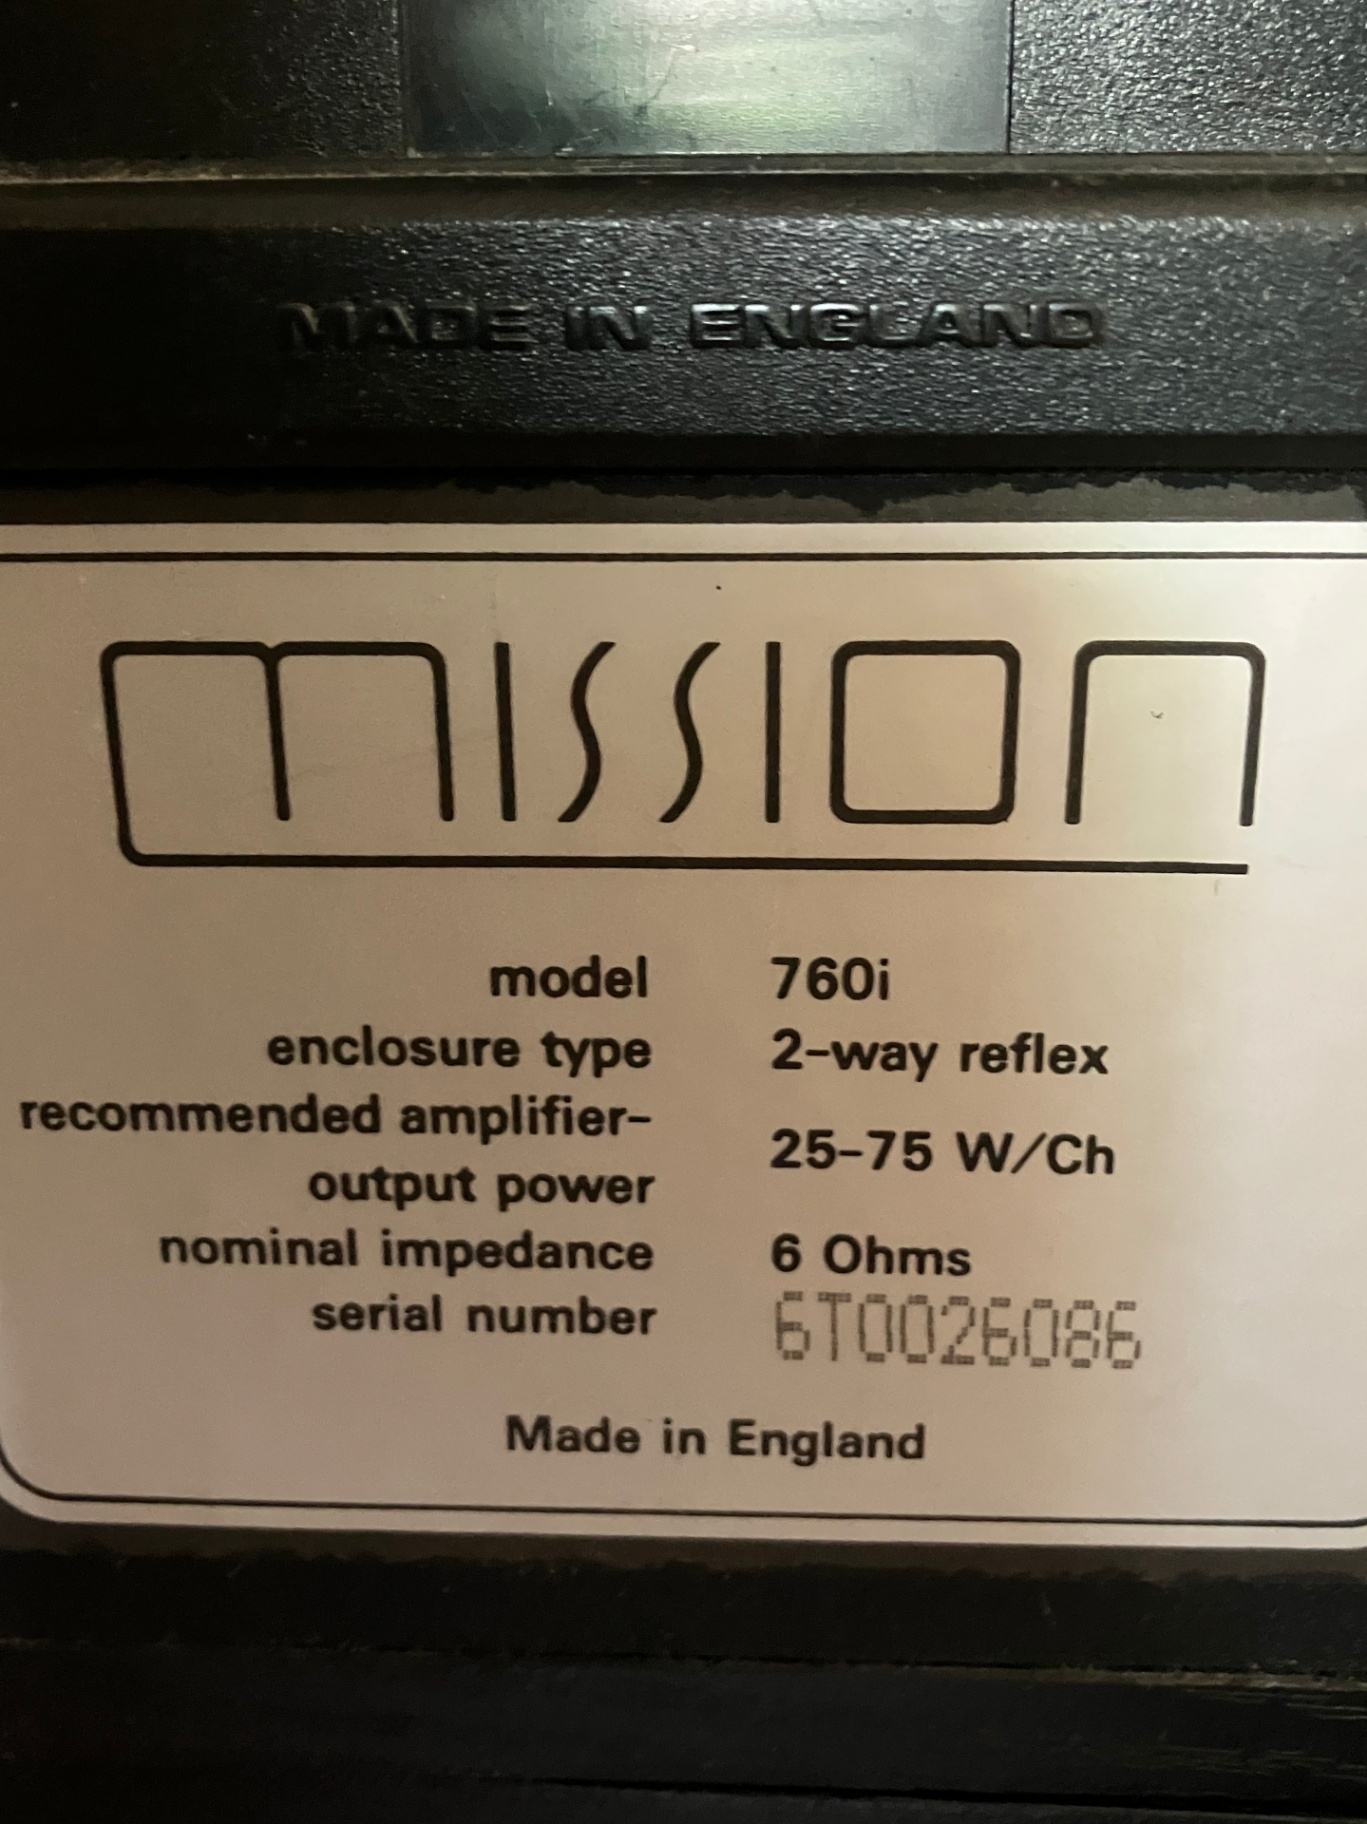 MADE IN ENGLAND
mission
model 760i
enclosure type 2-way reflex
recommended amplifier-
output power 25-75 W/Ch
nominal impedance 6 Ohms
serial number 6T0026086
Made in England